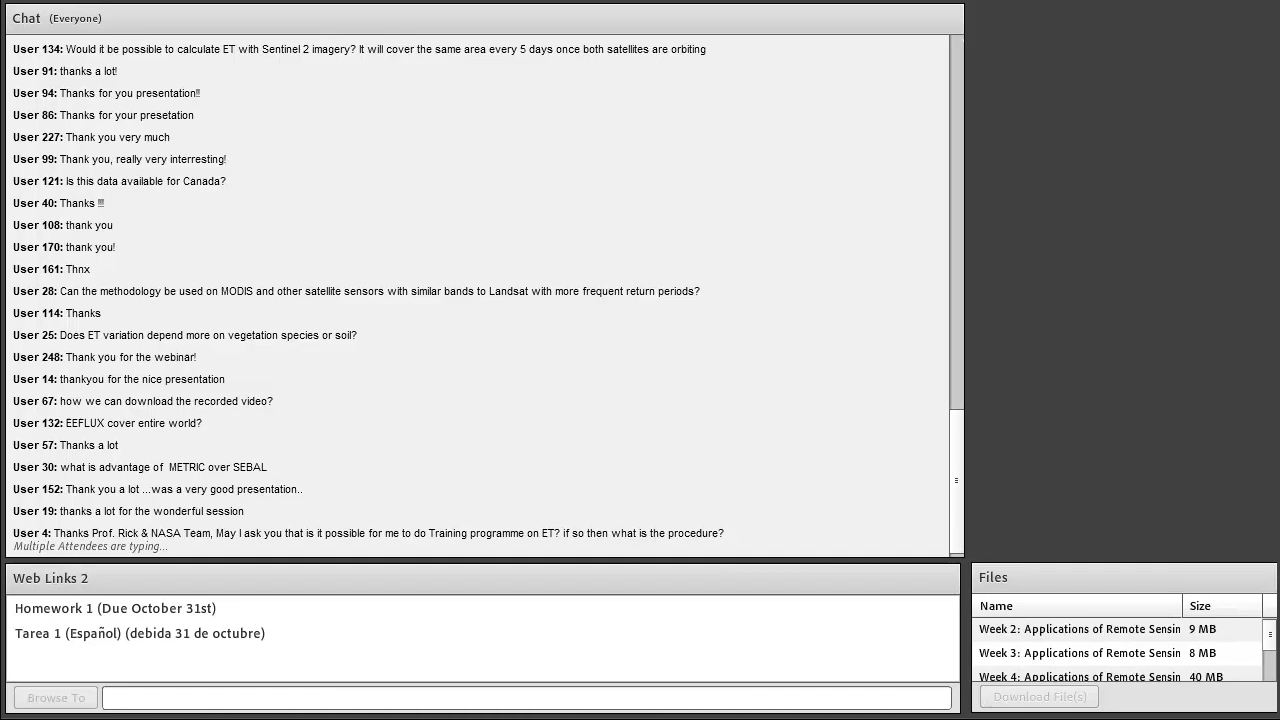 Chat (Everyone)
User 134: Would it be possible to calculate ET with Sentinel 2 imagery? It will cover the same area every 5 days once both satellites are orbiting
User 91: thanks a lot!
User 94: Thanks for you presentation!!
User 86: Thanks for your presetation
User 227: Thank you very much
User 99: Thank you, really very interresting!
User 121: Is this data available for Canada?
User 40: Thanks !!!
User 108: thank you
User 170: thank you!
User 161: Thnx
User 28: Can the methodology be used on MODIS and other satellite sensors with similar bands to Landsat with more frequent return periods?
User 114: Thanks
User 25: Does ET variation depend more on vegetation species or soil?
User 248: Thank you for the webinar!
User 14: thankyou for the nice presentation
User 67: how we can download the recorded video?
User 132: EEFLUX cover entire world?
User 57: Thanks a lot
User 30: what is advantage of  METRIC over SEBAL
User 152: Thank you a lot ...was a very good presentation..
User 19: thanks a lot for the wonderful session
User 4: Thanks Prof. Rick & NASA Team, May I ask you that is it possible for me to do Training programme on ET? if so then what is the procedure?
Multiple Attendees are typing...
Web Links 2
Homework 1 (Due October 31st)
Tarea 1 (Español) (debida 31 de octubre)
Browse To
Files
Name Size
Week 2: Applications of Remote Sensin 9 MB
Week 3: Applications of Remote Sensin 8 MB
Week 4: Applications of Remote Sensin 40 MB
Download File(s)